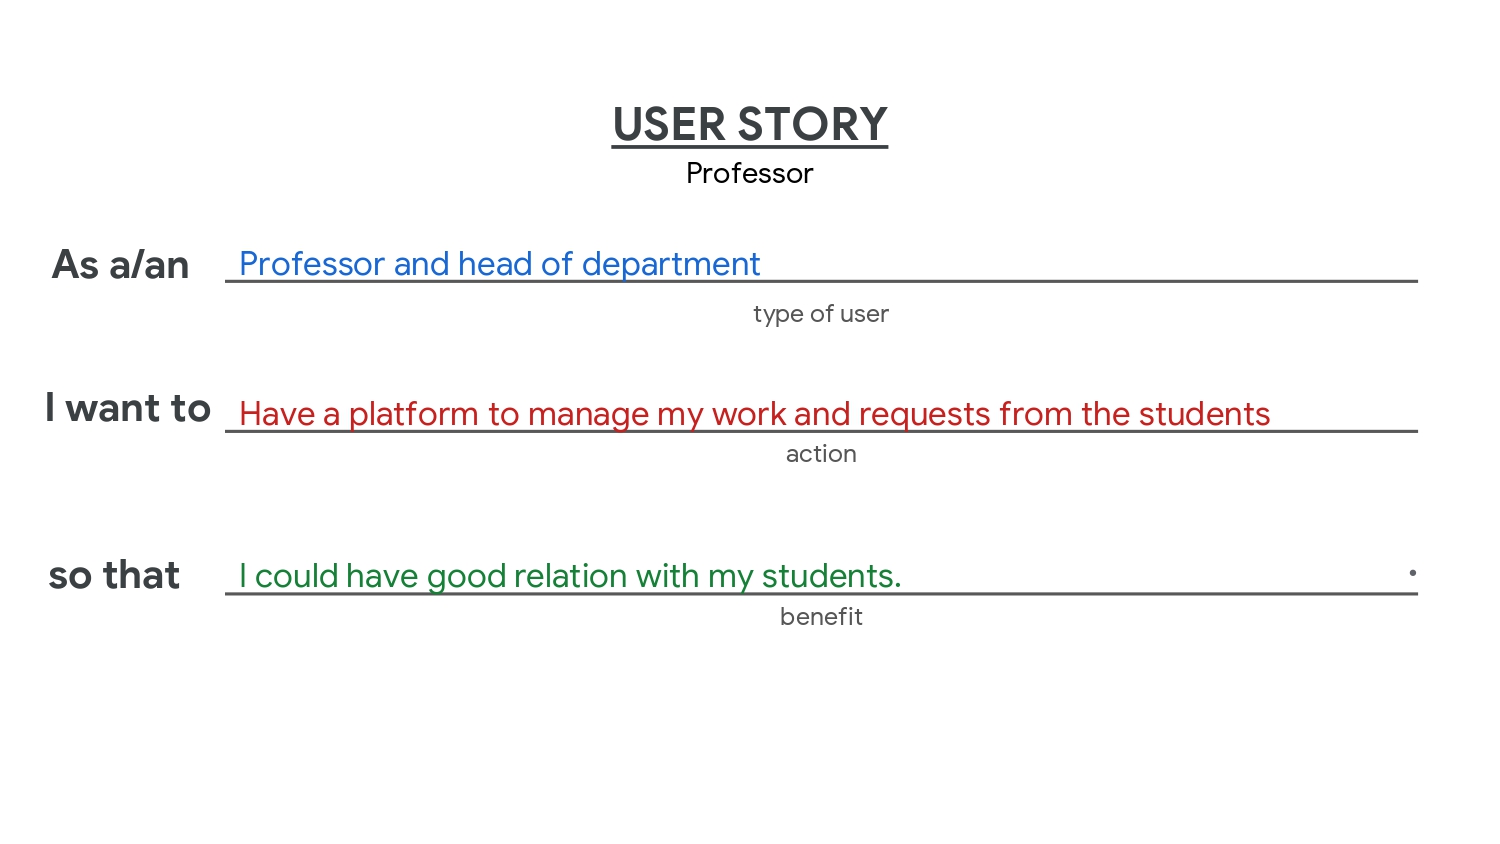 USER STORY
Professor
As a/an Professor and head of department
type of user
I want to Have a platform to manage my work and requests from the students
action
so that I could have good relation with my students. .
benefit